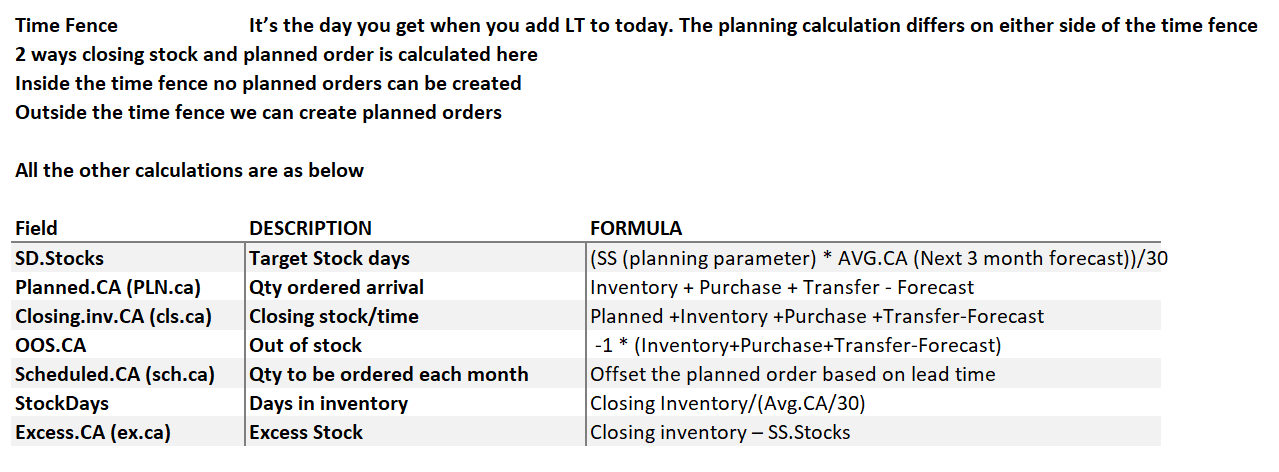 Time Fence It’s the day you get when you add LT to today. The planning calculation differs on either side of the time fence
2 ways closing stock and planned order is calculated here
Inside the time fence no planned orders can be created
Outside the time fence we can create planned orders
All the other calculations are as below
Field DESCRIPTION FORMULA
SD.Stocks Target Stock days (SS (planning parameter) * AVG.CA (Next 3 month forecast))/30
Planned.CA (PLN.ca) Qty ordered arrival Inventory + Purchase + Transfer - Forecast
Closing.inv.CA (cls.ca) Closing stock/time Planned +Inventory +Purchase +Transfer-Forecast
OOS.CA Out of stock -1 * (Inventory+Purchase+Transfer-Forecast)
Scheduled.CA (sch.ca) Qty to be ordered each month Offset the planned order based on lead time
StockDays Days in inventory Closing Inventory/(Avg.CA/30)
Excess.CA (ex.ca) Excess Stock Closing inventory – SS.Stocks